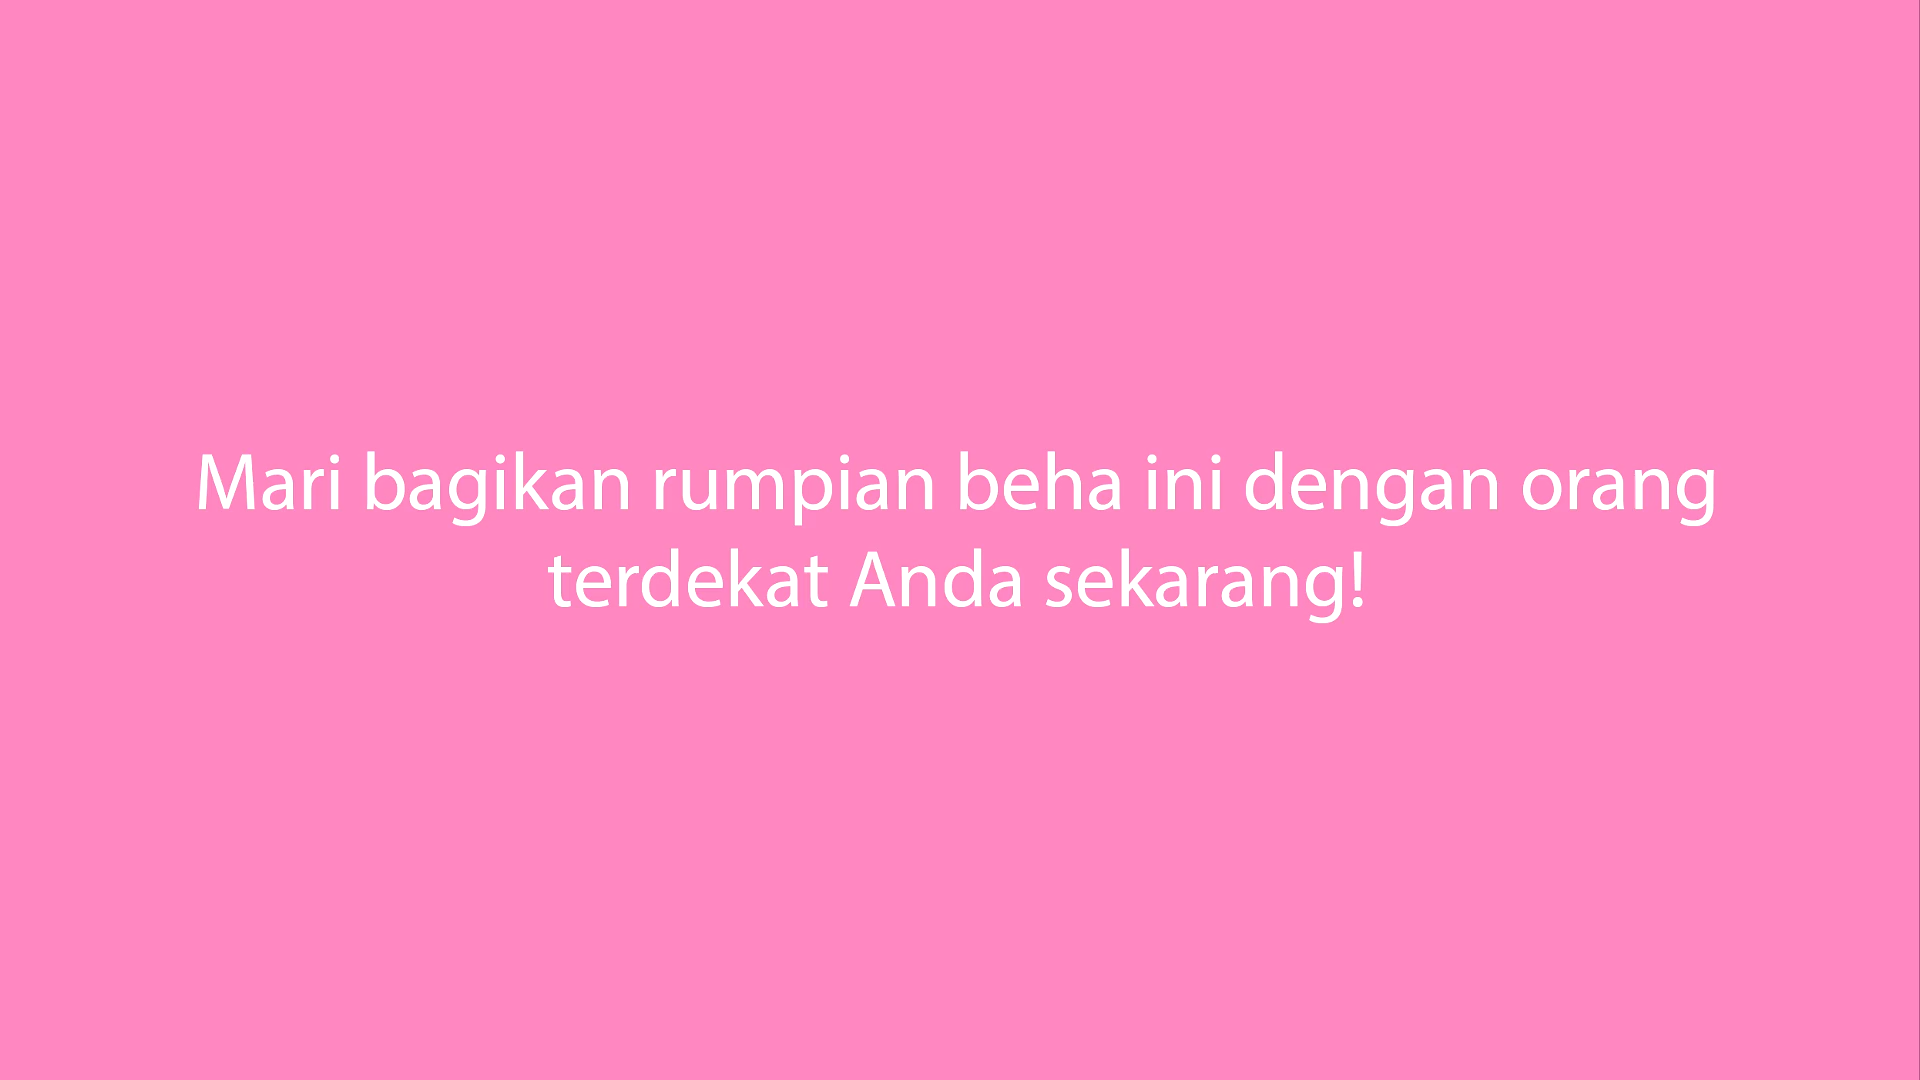 Mari bagikan rumpian beha ini dengan orang
terdekat Anda sekarang!